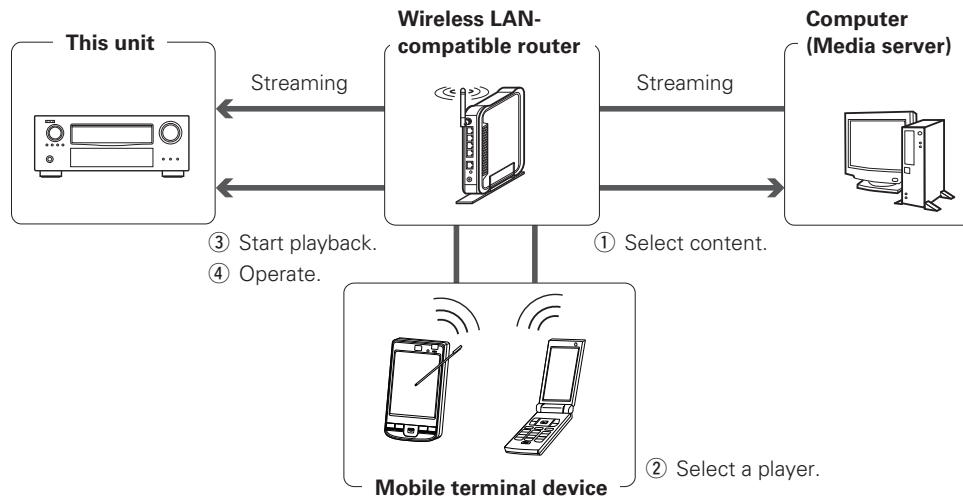 This unit
Wireless LAN-
compatible router
Computer
(Media server)
Streaming
Streaming
③ Start playback.
④ Operate.
① Select content.
② Select a player.
Mobile terminal device